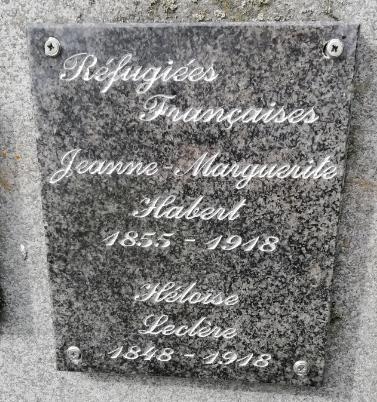 Réfugiées
Françaises
Jeanne-Marguerite
Habert
1855 - 1918
Héloïse
Leclère
1848 - 1918